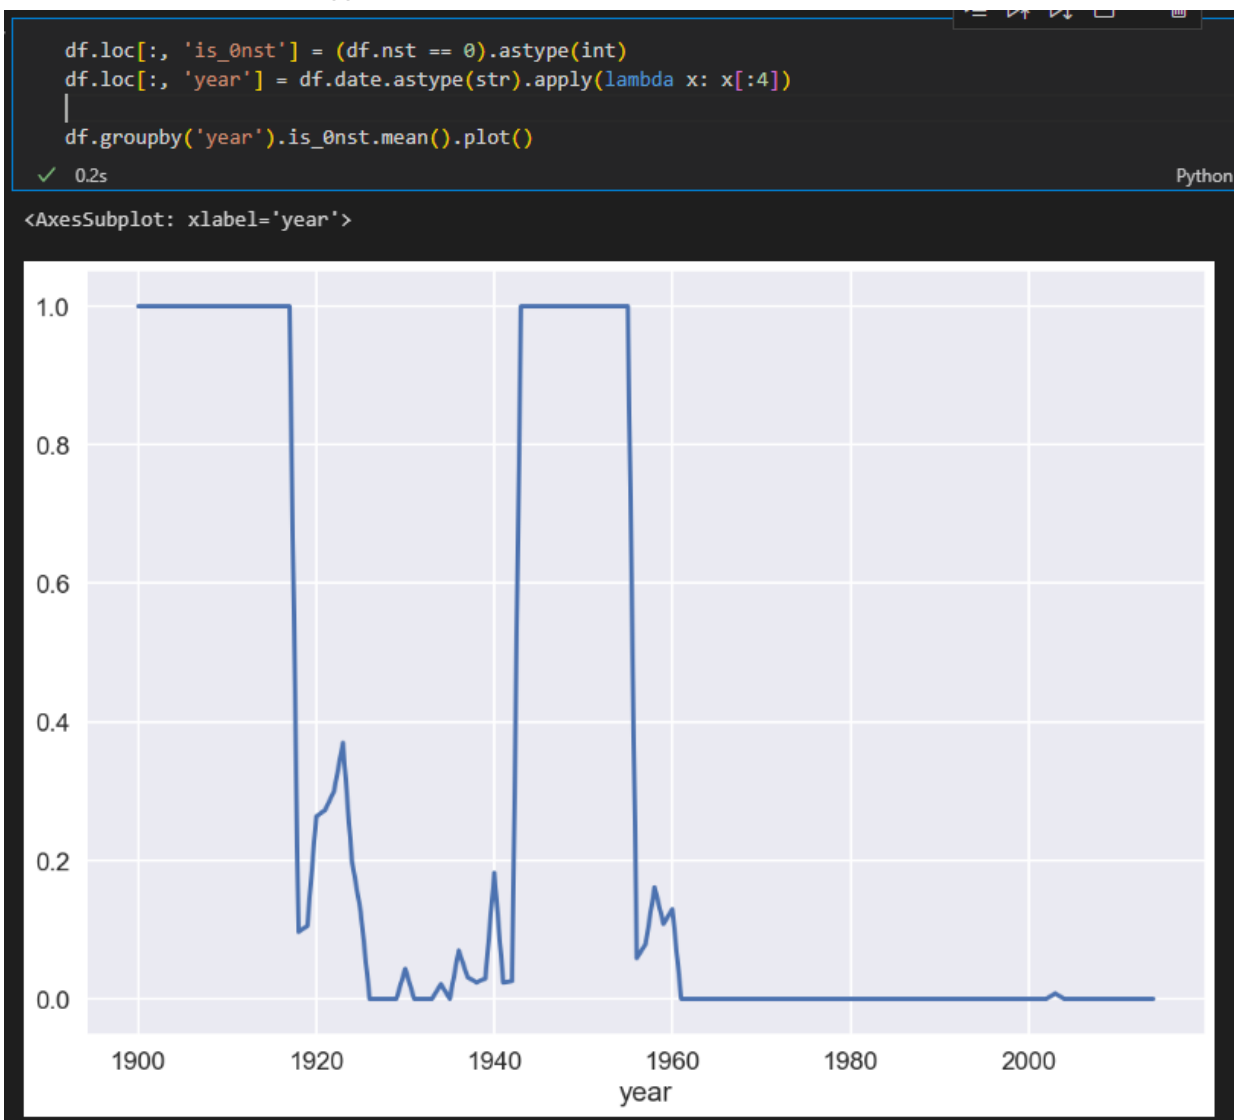 df.loc[:, 'is_0nst'] = (df.nst == 0).astype(int)
df.loc[:, 'year'] = df.date.astype(str).apply(lambda x: x[:4])
df.groupby('year').is_0nst.mean().plot()
0.2s
Python
<AxesSubplot: xlabel='year'>
1.0
0.8
0.6
0.4
0.2
0.0
1900 1920 1940 1960 1980 2000
year